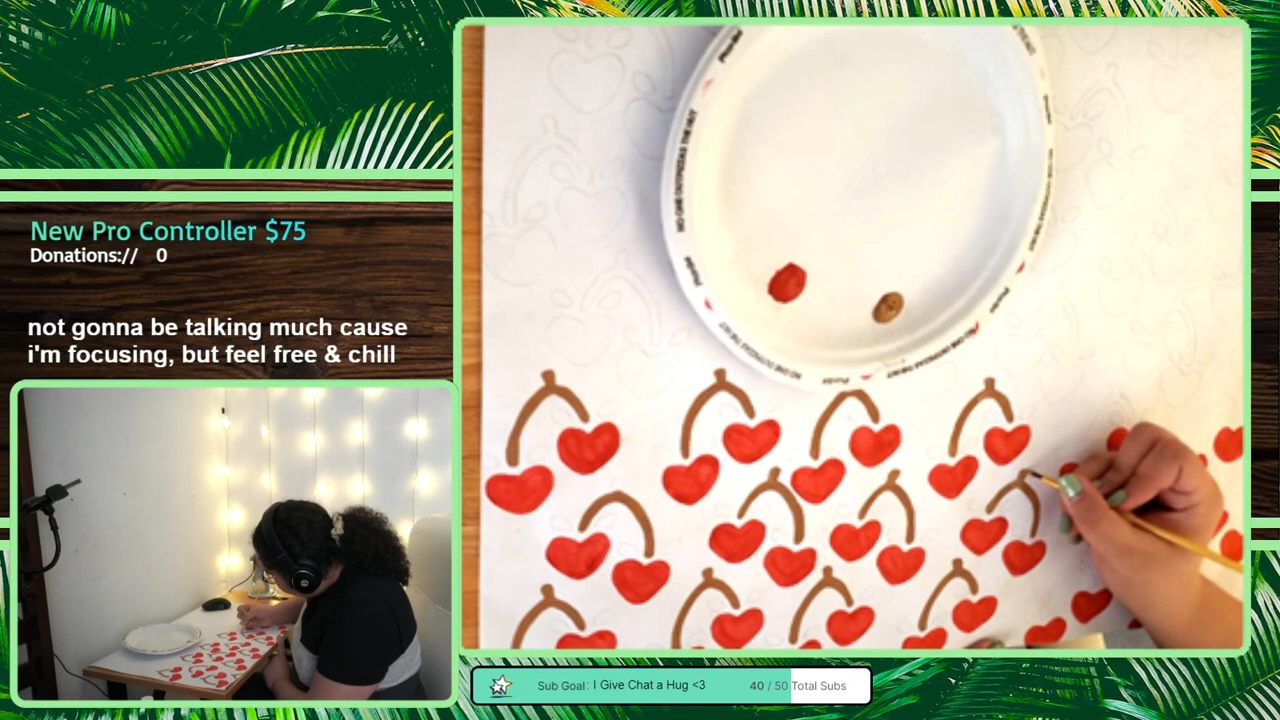 New Pro Controller $75
Donations:// 0
not gonna be talking much cause
i'm focusing, but feel free & chill
Sub Goal: I Give Chat a Hug <3 40 / 50 Total Subs